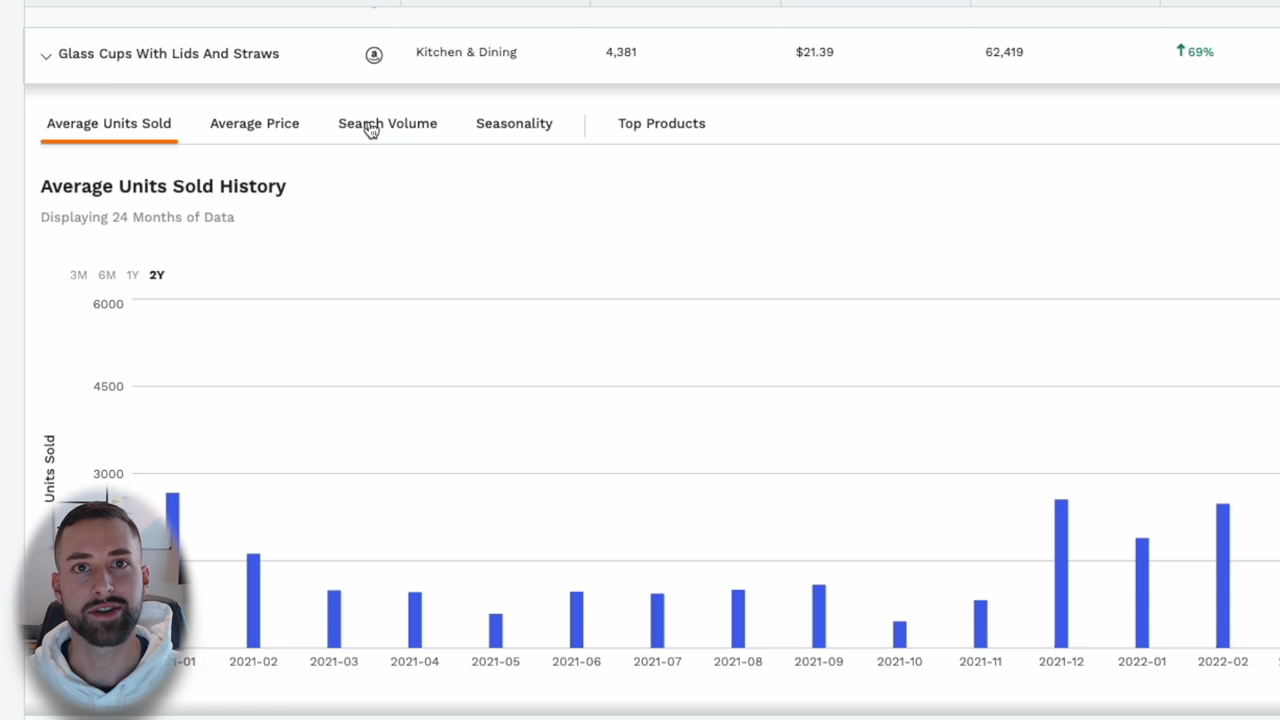 Glass Cups With Lids And Straws a Kitchen & Dining 4,381 $21.39 62,419 69%
Average Units Sold Average Price Search Volume Seasonality Top Products
Average Units Sold History
Displaying 24 Months of Data
3M 6M 1Y 2Y
6000
4500
3000
Units Sold
-01 2021-02 2021-03 2021-04 2021-05 2021-06 2021-07 2021-08 2021-09 2021-10 2021-11 2021-12 2022-01 2022-02